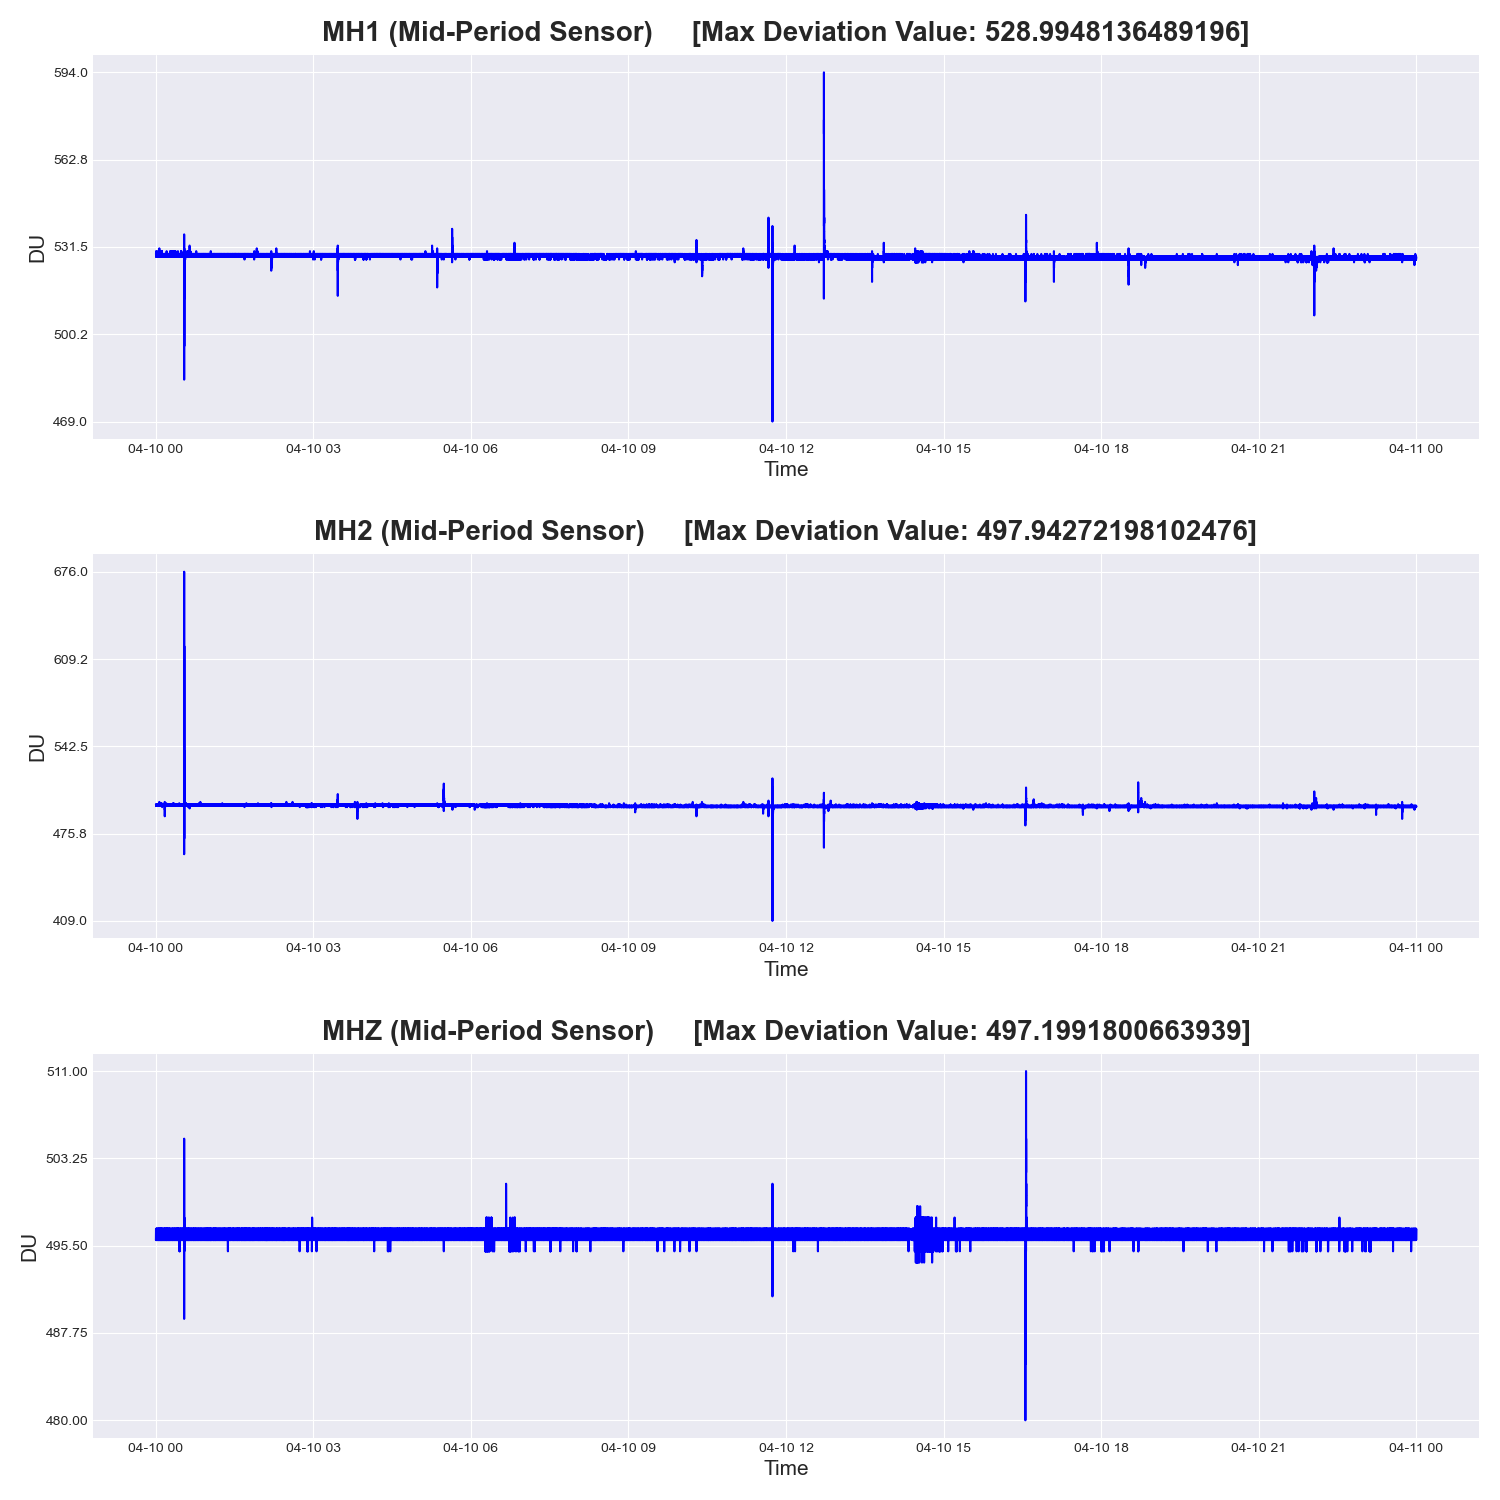 MH1 (Mid-Period Sensor) [Max Deviation Value: 528.9948136489196]
594.0
562.8
531.5
500.2
469.0
DU
04-10 00 04-10 03 04-10 06 04-10 09 04-10 12 04-10 15 04-10 18 04-10 21 04-11 00
Time
MH2 (Mid-Period Sensor) [Max Deviation Value: 497.94272198102476]
676.0
609.2
542.5
475.8
409.0
DU
04-10 00 04-10 03 04-10 06 04-10 09 04-10 12 04-10 15 04-10 18 04-10 21 04-11 00
Time
MHZ (Mid-Period Sensor) [Max Deviation Value: 497.1991800663939]
511.00
503.25
495.50
487.75
480.00
DU
04-10 00 04-10 03 04-10 06 04-10 09 04-10 12 04-10 15 04-10 18 04-10 21 04-11 00
Time